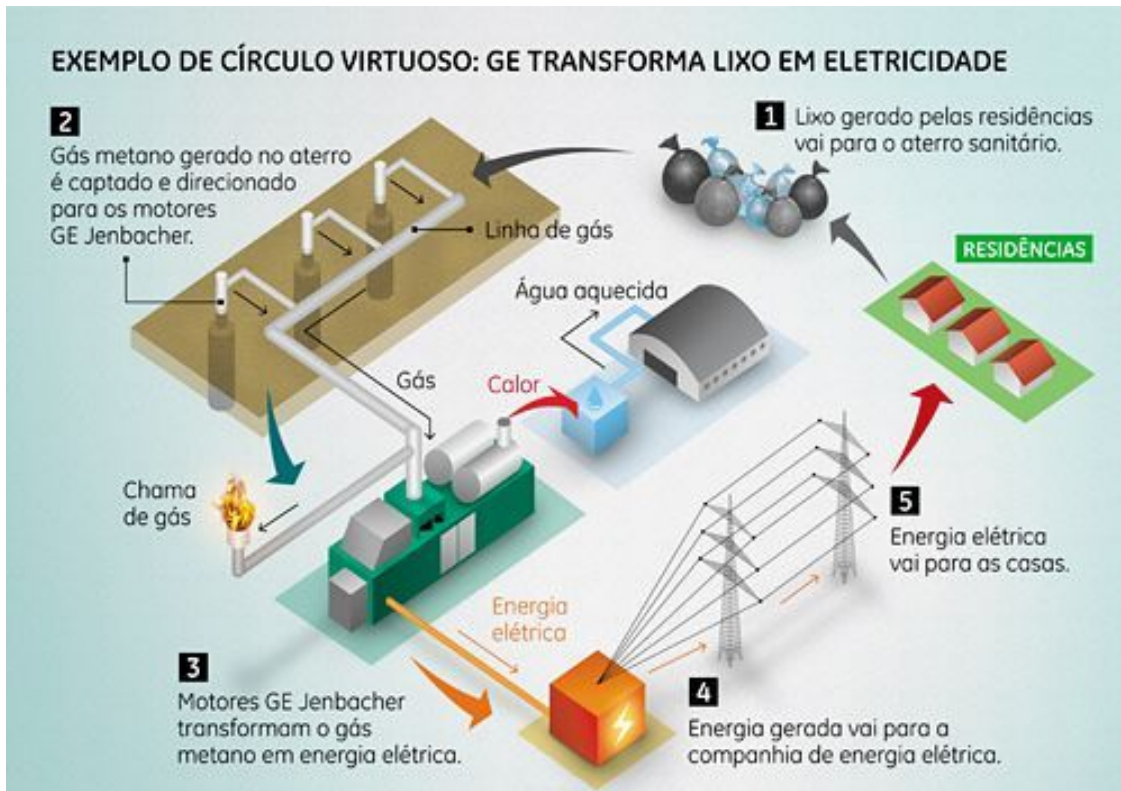 EXEMPLO DE CÍRCULO VIRTUOSO: GE TRANSFORMA LIXO EM ELETRICIDADE
1 Lixo gerado pelas residências
vai para o aterro sanitário.
2
Gás metano gerado no aterro
é captado e direcionado
para os motores
GE Jenbacher.
Linha de gás
RESIDÊNCIAS
Água aquecida
Gás
Calor
Chama
de gás
5
Energia elétrica
vai para as casas.
Energia
elétrica
3
Motores GE Jenbacher
transformam o gás
metano em energia elétrica.
4
Energia gerada vai para a
companhia de energia elétrica.